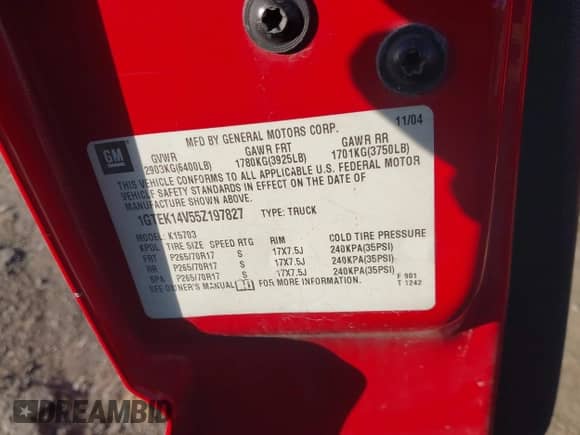 MFD BY GENERAL MOTORS CORP. 11/04
GM
GVWR GAWR FRT GAWR RR
2903KG(6400LB) 1780KG(3925LB) 1701KG(3750LB)
THIS VEHICLE CONFORMS TO ALL APPLICABLE U.S. FEDERAL MOTOR
VEHICLE SAFETY STANDARDS IN EFFECT ON THE DATE OF
MANUFACTURE SHOWN ABOVE.
1GTEK14V55Z197827 TYPE: TRUCK
MODEL: K15703
KPOL TIRE SIZE SPEED RTG RIM COLD TIRE PRESSURE
FRT P265/70R17 S 17X7.5J 240KPA(35PSI)
RR P265/70R17 S 17X7.5J 240KPA(35PSI)
SPA P265/70R17 S 17X7.5J 240KPA(35PSI)
SEE OWNER'S MANUAL FOR MORE INFORMATION.
F 901
T 1242
DREAMBID